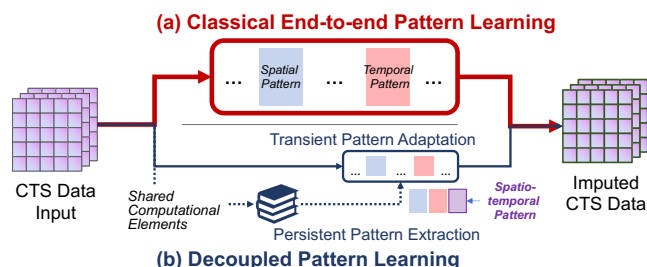 (a) Classical End-to-end Pattern Learning
... Spatial Pattern ... Temporal Pattern ...
Transient Pattern Adaptation
... ... ...
CTS Data
Input
Shared
Computational
Elements
Spatio-
temporal
Pattern
Imputed
CTS Data
Persistent Pattern Extraction
(b) Decoupled Pattern Learning